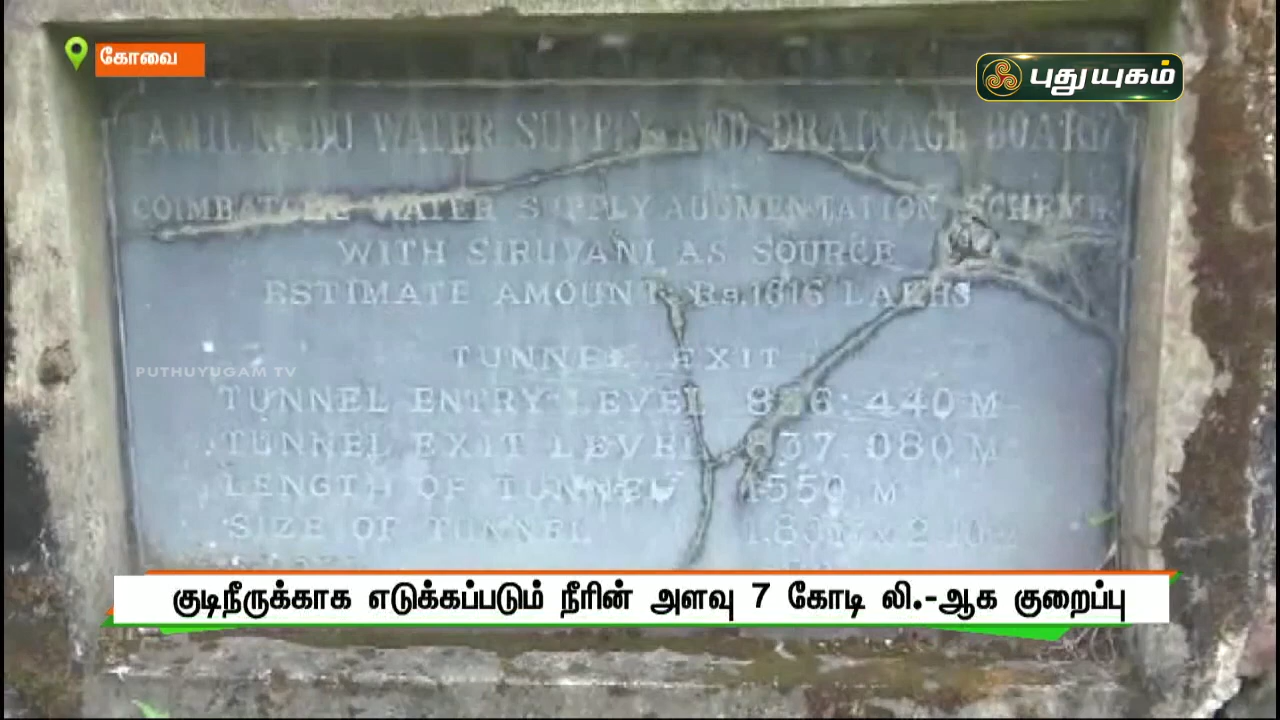 கோவை
புதுயுகம்
TAMIL NADU WATER SUPPLY AND DRAINAGE BOARD
COIMBATORE WATER SUPPLY AUGMENTATION SCHEME
WITH SIRUVANI AS SOURCE
ESTIMATE AMOUNT Rs.1616 LAKHS
TUNNEL EXIT
PUTHUYUGAM TV
TUNNEL ENTRY LEVEL 440 M
TUNNEL EXIT LEVEL 837.080 M
LENGTH OF TUNNEL 1550 M
SIZE OF TUNNEL
குடிநீருக்காக எடுக்கப்படும் நீரின் அளவு 7 கோடி லி.-ஆக குறைப்பு